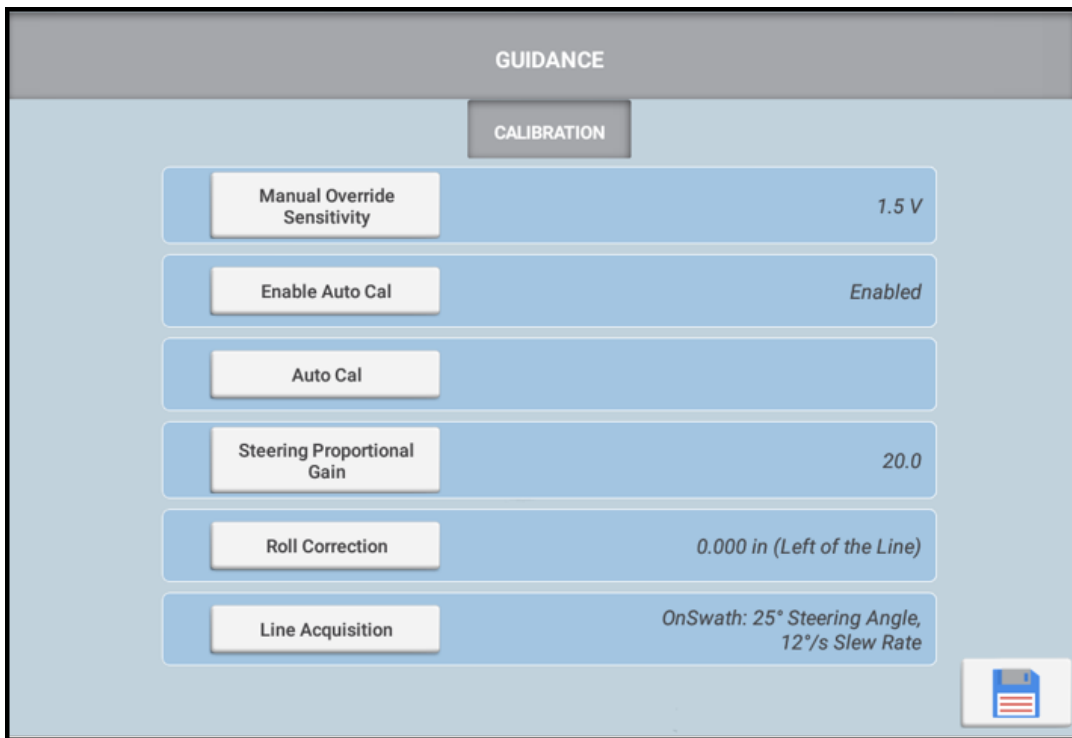 GUIDANCE
CALIBRATION
Manual Override
Sensitivity
1.5 V
Enable Auto Cal
Enabled
Auto Cal
Steering Proportional
Gain
20.0
Roll Correction
0.000 in (Left of the Line)
Line Acquisition
OnSwath: 25° Steering Angle,
12°/s Slew Rate